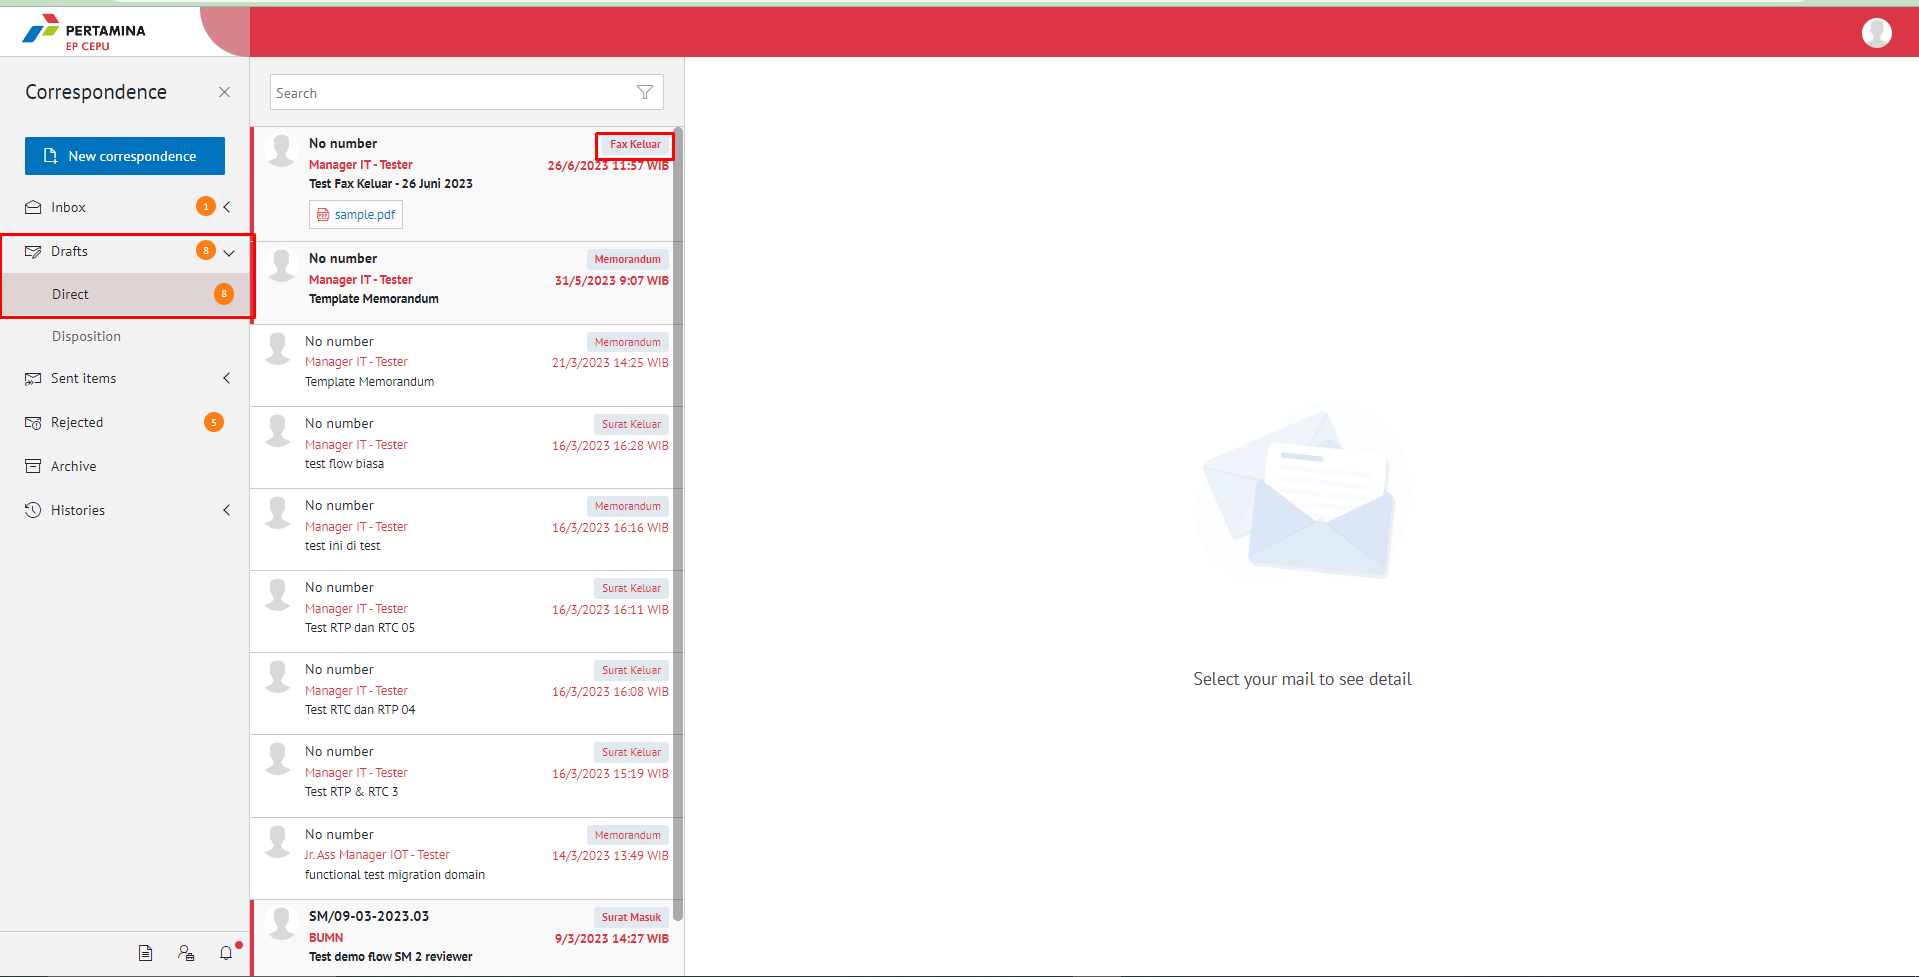 PERTAMINA
EP CEPU
Correspondence
New correspondence
Inbox 1
Drafts 8
Direct 8
Disposition
Sent items
Rejected 5
Archive
Histories
Search
No number Fax Keluar
Manager IT - Tester 26/6/2023 11:57 WIB
Test Fax Keluar - 26 Juni 2023
PDF sample.pdf
No number Memorandum
Manager IT - Tester 31/5/2023 9:07 WIB
Template Memorandum
No number Memorandum
Manager IT - Tester 21/3/2023 14:25 WIB
Template Memorandum
No number Surat Keluar
Manager IT - Tester 16/3/2023 16:28 WIB
test flow biasa
No number Memorandum
Manager IT - Tester 16/3/2023 16:16 WIB
test ini di test
No number Surat Keluar
Manager IT - Tester 16/3/2023 16:11 WIB
Test RTP dan RTC 05
No number Surat Keluar
Manager IT - Tester 16/3/2023 16:08 WIB
Test RTC dan RTP 04
No number Surat Keluar
Manager IT - Tester 16/3/2023 15:19 WIB
Test RTP & RTC 3
No number Memorandum
Jr. Ass Manager IOT - Tester 14/3/2023 13:49 WIB
functional test migration domain
SM/09-03-2023.03 Surat Masuk
BUMN 9/3/2023 14:27 WIB
Test demo flow SM 2 reviewer
Select your mail to see detail